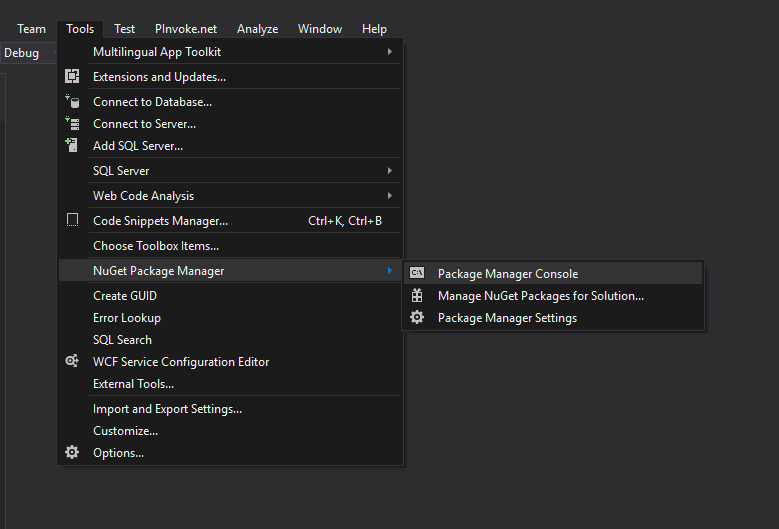 Team Tools Test PInvoke.net Analyze Window Help
Debug
Multilingual App Toolkit
Extensions and Updates...
Connect to Database...
Connect to Server...
Add SQL Server...
SQL Server
Web Code Analysis
Code Snippets Manager... Ctrl+K, Ctrl+B
Choose Toolbox Items...
NuGet Package Manager
C:\ Package Manager Console
Manage NuGet Packages for Solution...
Package Manager Settings
Create GUID
Error Lookup
SQL Search
WCF Service Configuration Editor
External Tools...
Import and Export Settings...
Customize...
Options...